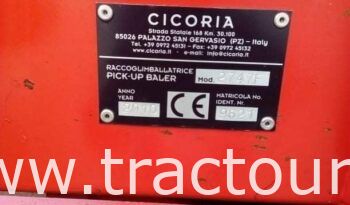 CICORIA
Strada Statale 168 Km. 30.100
85026 PALAZZO SAN GERVASIO (PZ) - Italy
Tel. +39 0972 45131 - Fax +39 0972 45132
e-mail: info@cicoria.it
www.cicoria.it
RACCOGLIMBALLATRICE
PICK-UP BALER Mod.
ANNO
YEAR
CE
MATRICOLA No.
IDENT. Nr.
www.tractour